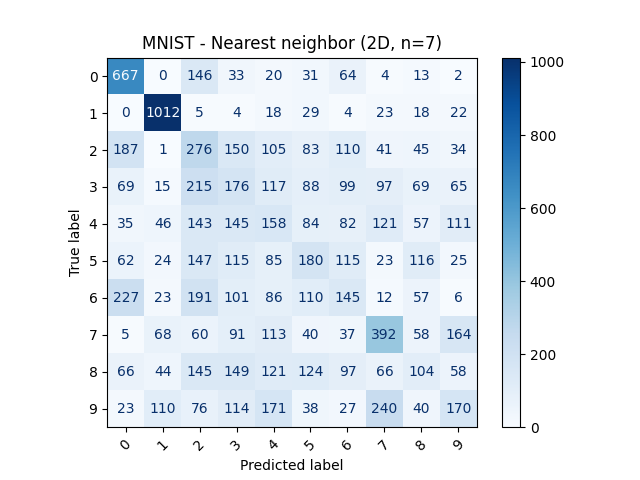 MNIST - Nearest neighbor (2D, n=7)
0 667 0 146 33 20 31 64 4 13 2
1 0 1012 5 4 18 29 4 23 18 22
2 187 1 276 150 105 83 110 41 45 34
3 69 15 215 176 117 88 99 97 69 65
4 35 46 143 145 158 84 82 121 57 111
5 62 24 147 115 85 180 115 23 116 25
6 227 23 191 101 86 110 145 12 57 6
7 5 68 60 91 113 40 37 392 58 164
8 66 44 145 149 121 124 97 66 104 58
9 23 110 76 114 171 38 27 240 40 170
0 1 2 3 4 5 6 7 8 9
Predicted label
True label
1000
800
600
400
200
0